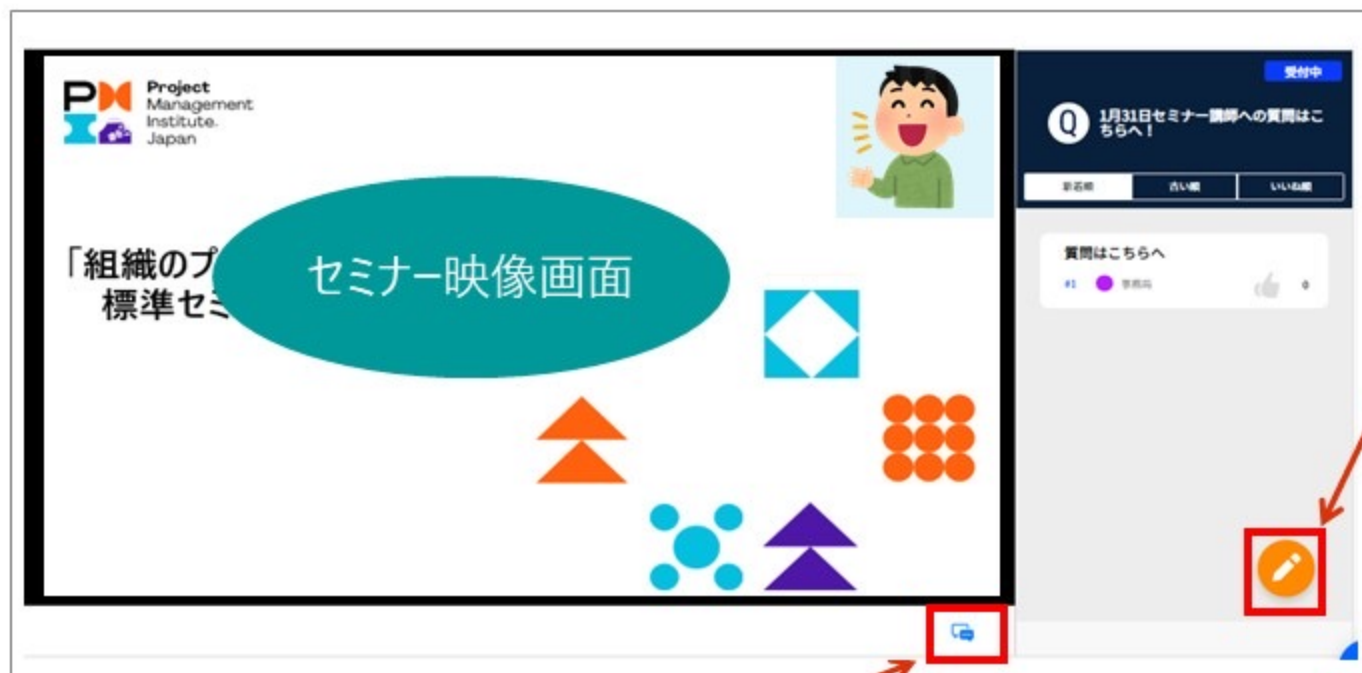 Project
Management
Institute.
Japan
「組織のプ
標準セミ
セミナー映像画面
受付中
Q
1月31日セミナー講師への質問はこ
ちらへ！
新着順
古い順
いいね順
質問はこちらへ
#1
事務局
0